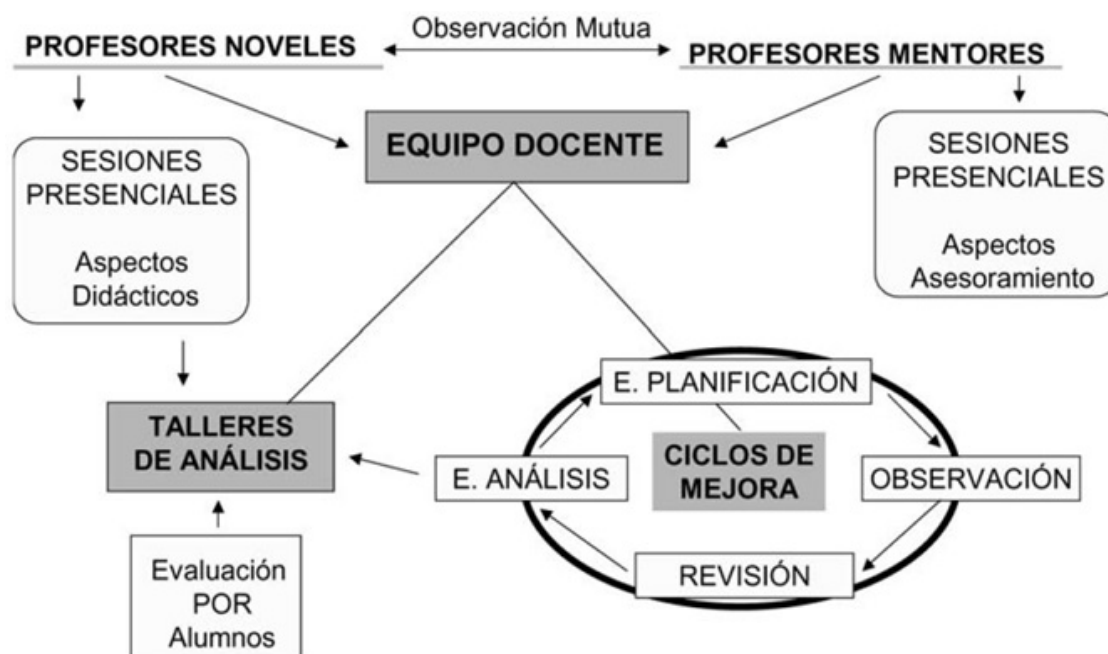 Observación Mutua
PROFESORES NOVELES
PROFESORES MENTORES
EQUIPO DOCENTE
SESIONES
PRESENCIALES
Aspectos
Didácticos
SESIONES
PRESENCIALES
Aspectos
Asesoramiento
TALLERES
DE ANÁLISIS
E. PLANIFICACIÓN
E. ANÁLISIS
CICLOS DE
MEJORA
OBSERVACIÓN
REVISIÓN
Evaluación
POR
Alumnos